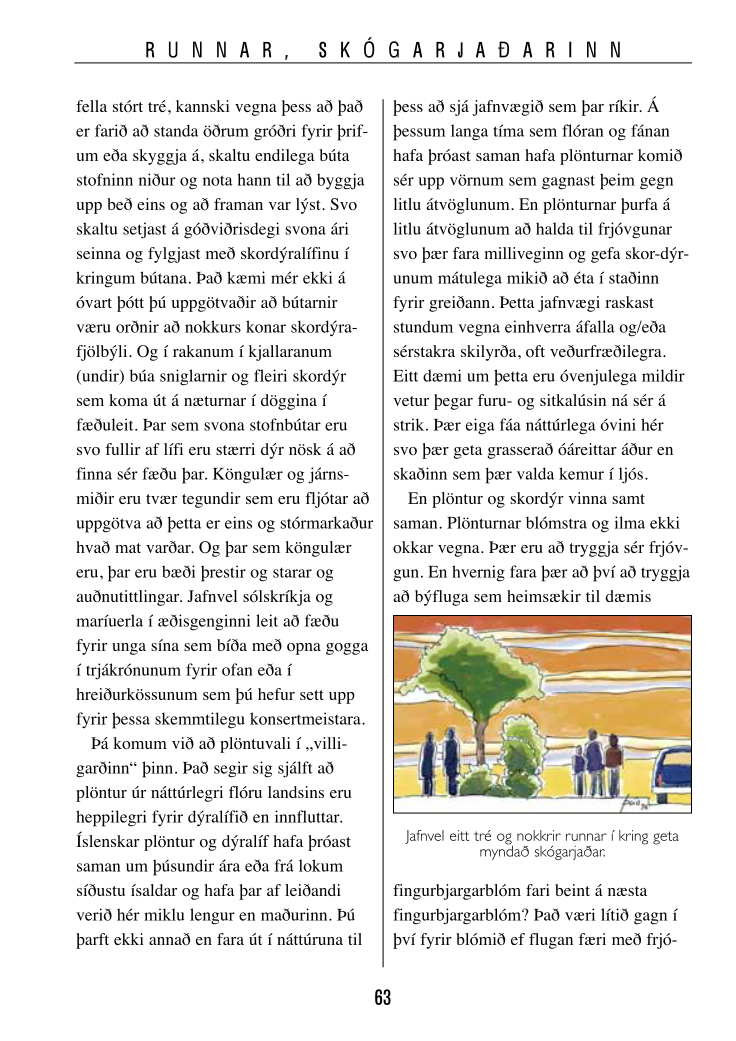 RUNNAR, SKÓGARJAÐARINN
fella stórt tré, kannski vegna þess að það
er farið að standa öðrum gróðri fyrir þrif-
um eða skyggja á, skaltu endilega búta
stofninn niður og nota hann til að byggja
upp beð eins og að framan var lýst. Svo
skaltu setjast á góðviðrisdegi svona ári
seinna og fylgjast með skordýralífinu í
kringum bútana. Það kæmi mér ekki á
óvart þótt þú uppgötvaðir að bútarnir
væru orðnir að nokkurs konar skordýra-
fjölbýli. Og í rakanum í kjallaranum
(undir) búa sniglarnir og fleiri skordýr
sem koma út á næturnar í döggina í
fæðuleit. Þar sem svona stofnbútar eru
svo fullir af lífi eru stærri dýr nösk á að
finna sér fæðu þar. Köngulær og járns-
miðir eru tvær tegundir sem eru fljótar að
uppgötva að þetta er eins og stórmarkaður
hvað mat varðar. Og þar sem köngulær
eru, þar eru bæði þrestir og starar og
auðnutittlingar. Jafnvel sólskríkja og
maríuerla í æðisgenginni leit að fæðu
fyrir unga sína sem bíða með opna gogga
í trjákrónunum fyrir ofan eða í
hreiðurkössunum sem þú hefur sett upp
fyrir þessa skemmtilegu konsertmeistara.
Þá komum við að plöntuvali í „villi-
garðinn“ þinn. Það segir sig sjálft að
plöntur úr náttúrlegri flóru landsins eru
heppilegri fyrir dýralífið en innfluttar.
Íslenskar plöntur og dýralíf hafa þróast
saman um þúsundir ára eða frá lokum
síðustu ísaldar og hafa þar af leiðandi
verið hér miklu lengur en maðurinn. Þú
þarft ekki annað en fara út í náttúruna til
þess að sjá jafnvægið sem þar ríkir. Á
þessum langa tíma sem flóran og fánan
hafa þróast saman hafa plönturnar komið
sér upp vörnum sem gagnast þeim gegn
litlu átvöglunum. En plönturnar þurfa á
litlu átvöglunum að halda til frjóvgunar
svo þær fara milliveginn og gefa skor-dýr-
unum mátulega mikið að éta í staðinn
fyrir greiðann. Þetta jafnvægi raskast
stundum vegna einhverra áfalla og/eða
sérstakra skilyrða, oft veðurfræðilegra.
Eitt dæmi um þetta eru óvenjulega mildir
vetur þegar furu- og sitkalúsin ná sér á
strik. Þær eiga fáa náttúrlega óvini hér
svo þær geta grasserað óáreittar áður en
skaðinn sem þær valda kemur í ljós.
En plöntur og skordýr vinna samt
saman. Plönturnar blómstra og ilma ekki
okkar vegna. Þær eru að tryggja sér frjóv-
gun. En hvernig fara þær að því að tryggja
að býfluga sem heimsækir til dæmis
Jafnvel eitt tré og nokkrir runnar í kring geta
myndað skógarjaðar.
fingurbjargarblóm fari beint á næsta
fingurbjargarblóm? Það væri lítið gagn í
því fyrir blómið ef flugan færi með frjó-
63